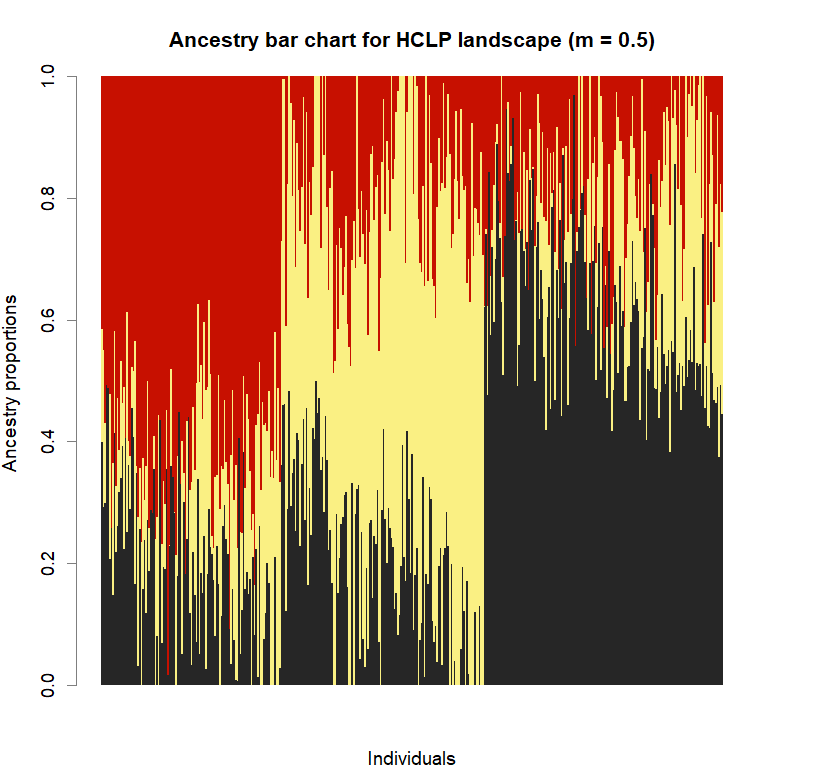 Ancestry bar chart for HCLP landscape (m = 0.5)
1.0
0.8
0.6
0.4
0.2
0.0
Ancestry proportions
Individuals